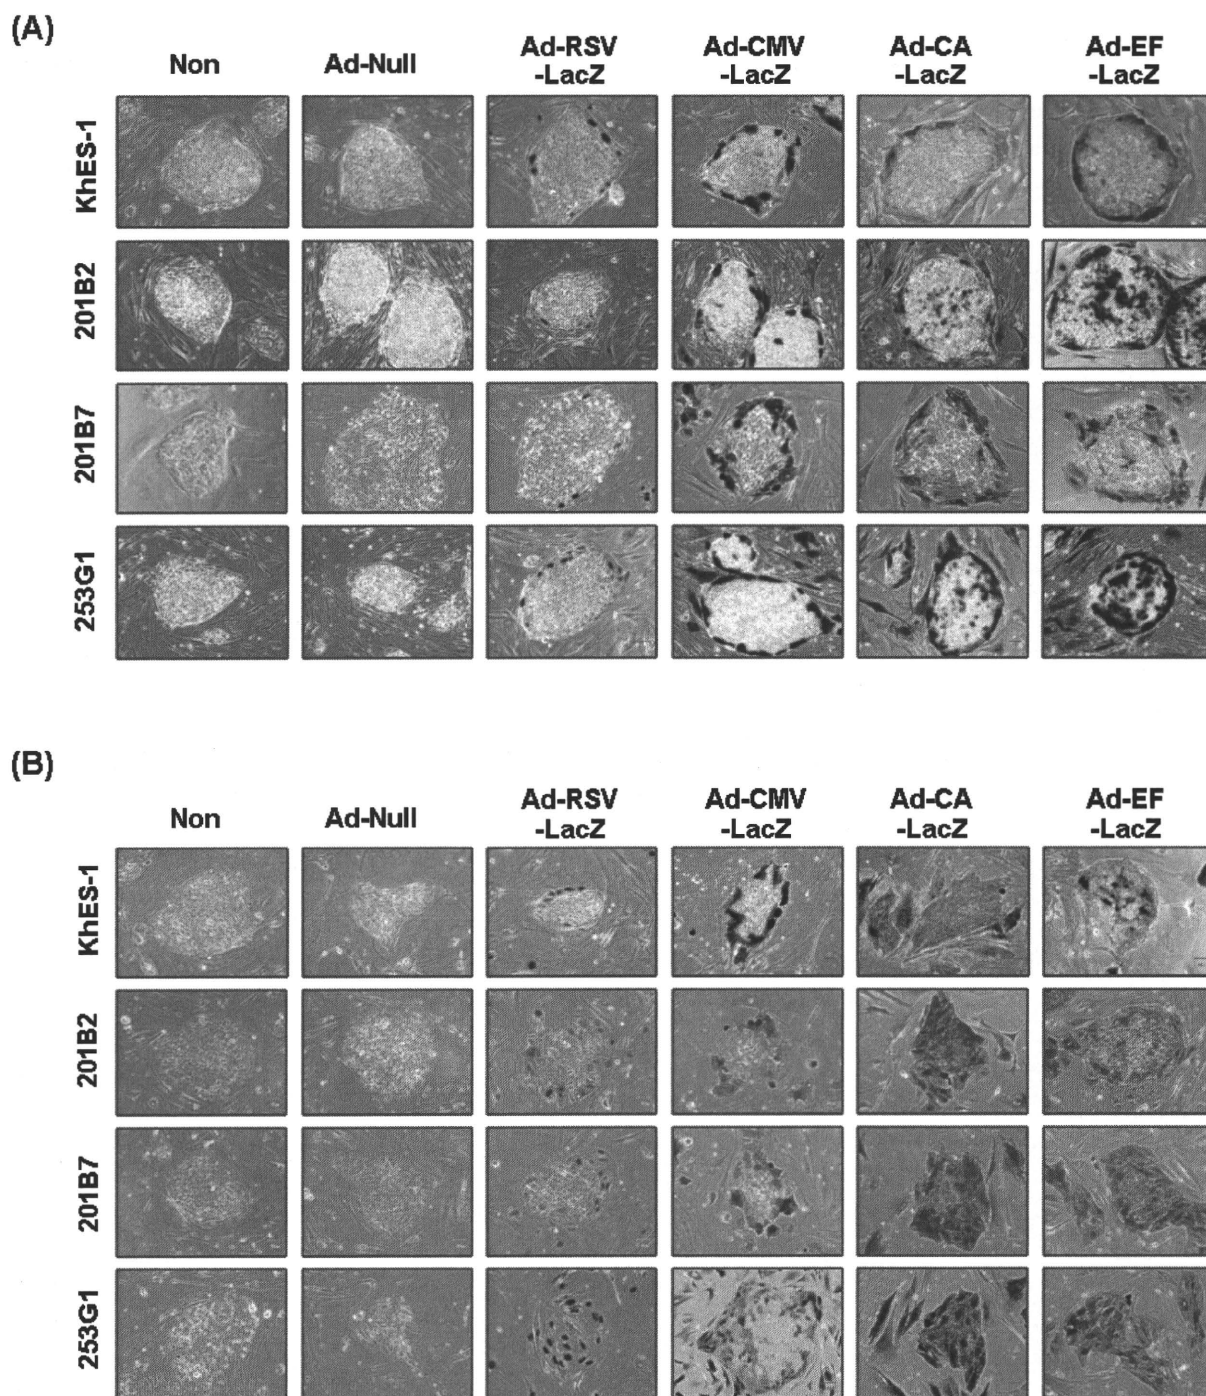 (A)
Non
Ad-Null
Ad-RSV
-LacZ
Ad-CMV
-LacZ
Ad-CA
-LacZ
Ad-EF
-LacZ
KhES-1
201B2
201B7
253G1
(B)
Non
Ad-Null
Ad-RSV
-LacZ
Ad-CMV
-LacZ
Ad-CA
-LacZ
Ad-EF
-LacZ
KhES-1
201B2
201B7
253G1